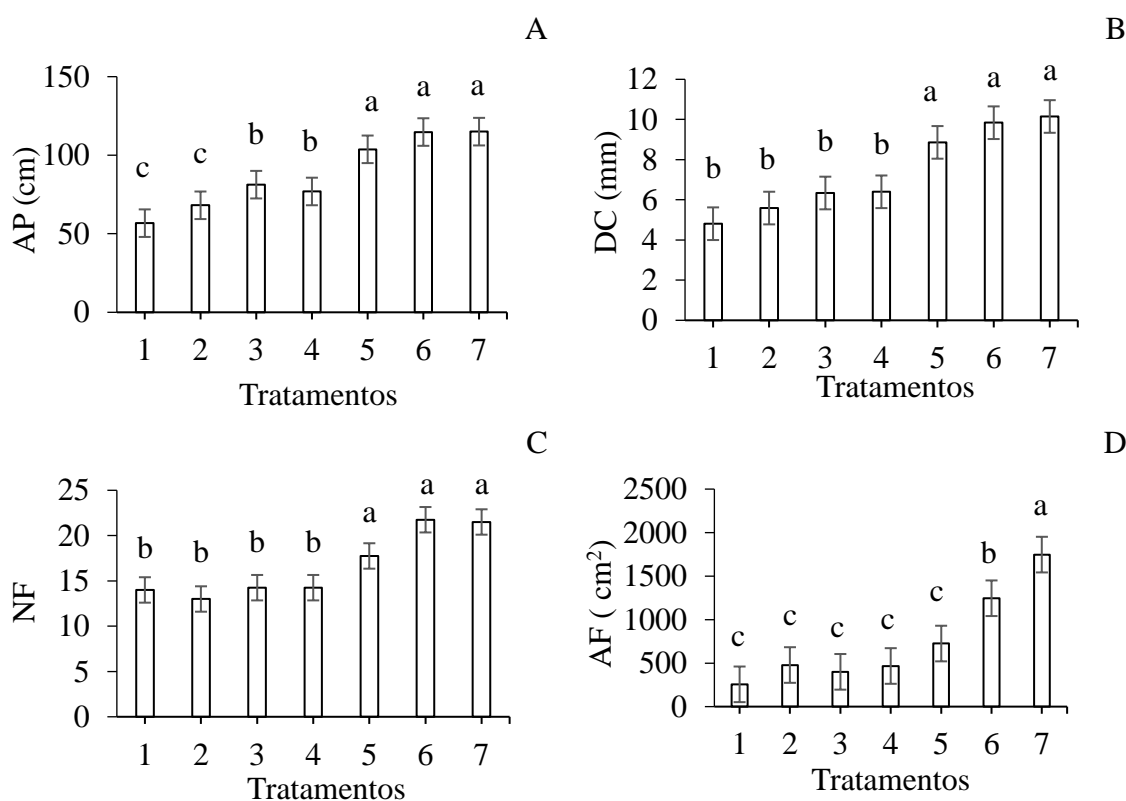 A
AP (cm)
150
100
50
0
c c b b a a a
1 2 3 4 5 6 7
Tratamentos
B
DC (mm)
12
10
8
6
4
2
0
b b b b a a a
1 2 3 4 5 6 7
Tratamentos
C
NF
25
20
15
10
5
0
b b b b a a a
1 2 3 4 5 6 7
Tratamentos
D
AF ( cm²)
2500
2000
1500
1000
500
0
c c c c c b a
1 2 3 4 5 6 7
Tratamentos